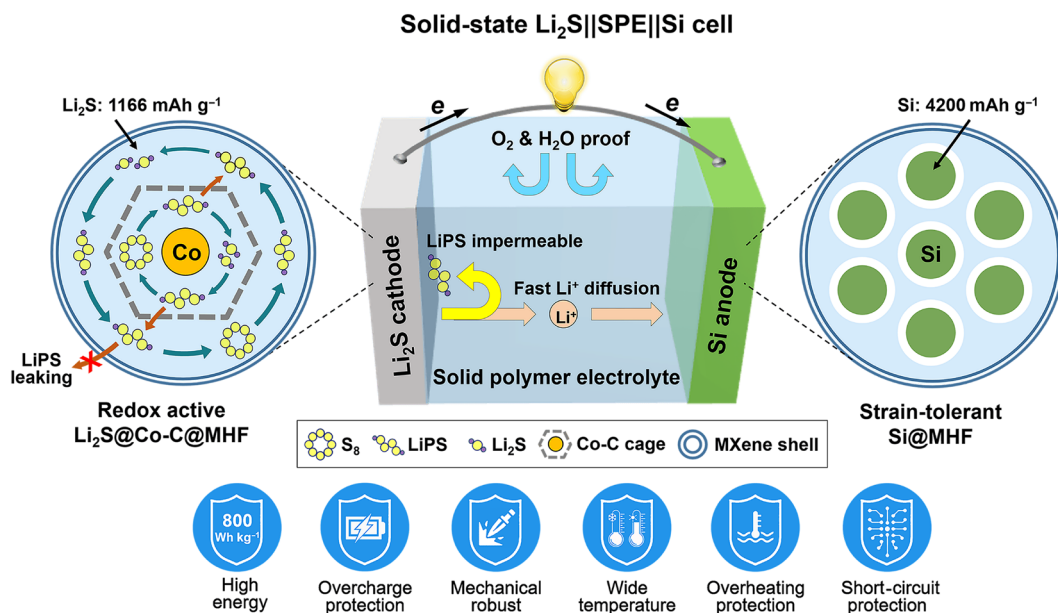 Solid-state Li₂S||SPE||Si cell
Li₂S: 1166 mAh g⁻¹
Co
LiPS
leaking
Redox active
Li₂S@Co-C@MHF
e
e
O₂ & H₂O proof
LiPS impermeable
Fast Li⁺ diffusion
Li⁺
Li₂S cathode
Solid polymer electrolyte
Si anode
Si: 4200 mAh g⁻¹
Si
Strain-tolerant
Si@MHF
S₈ LiPS Li₂S Co-C cage MXene shell
800
Wh kg⁻¹
High
energy
Overcharge
protection
Mechanical
robust
Wide
temperature
Overheating
protection
Short-circuit
protection